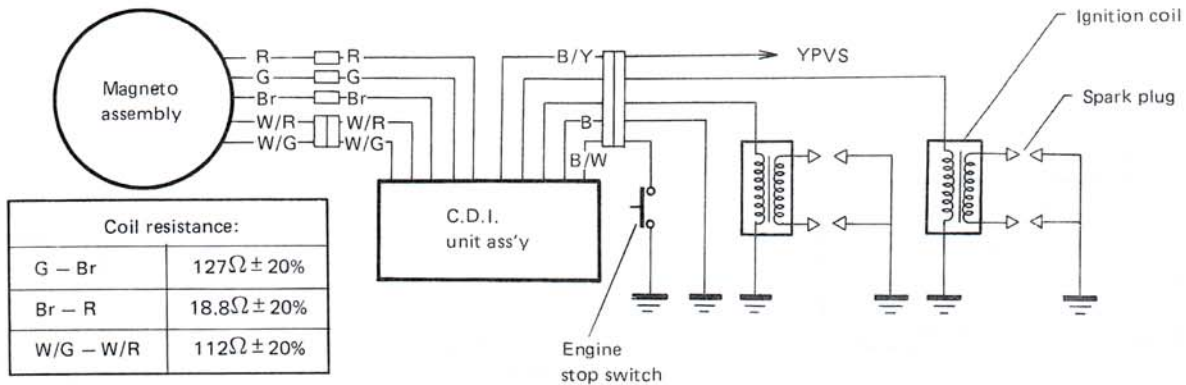 Ignition coil
B/Y
YPVS
R R
G G
Br Br
Magneto
assembly
Spark plug
W/R W/R
B
W/G W/G
B/W
Coil resistance:
G – Br 127Ω ± 20%
Br – R 18.8Ω ± 20%
W/G – W/R 112Ω ± 20%
C.D.I.
unit ass'y
Engine
stop switch